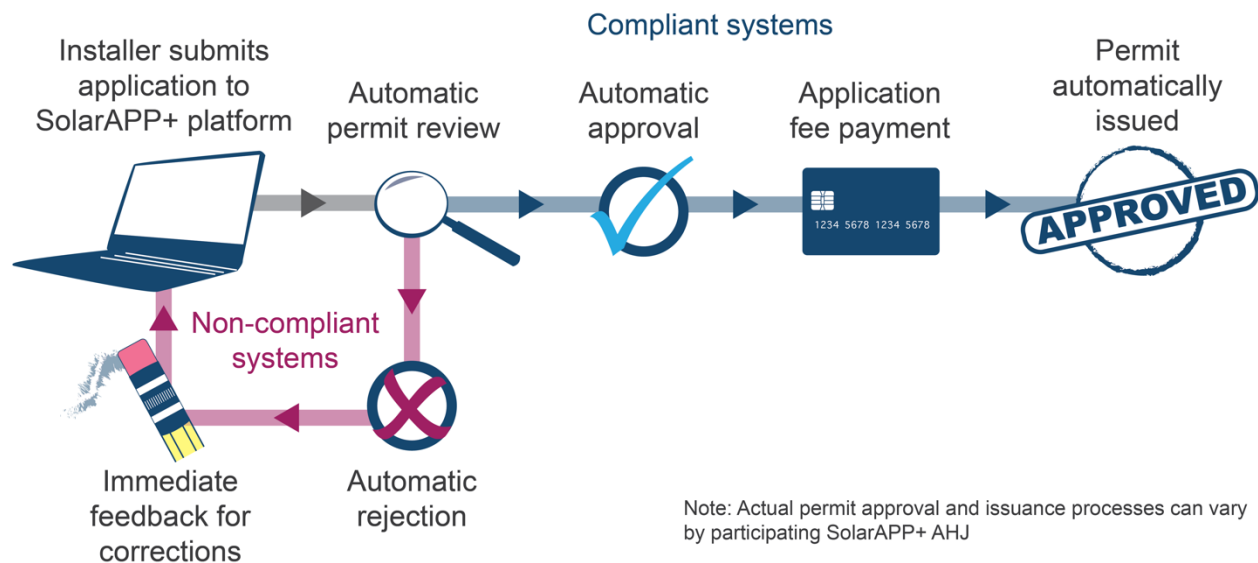 Compliant systems
Installer submits
application to
SolarAPP+ platform
Automatic
permit review
Automatic
approval
Application
fee payment
Permit
automatically
issued
1234 5678 1234 5678
APPROVED
Non-compliant
systems
Immediate
feedback for
corrections
Automatic
rejection
Note: Actual permit approval and issuance processes can vary
by participating SolarAPP+ AHJ